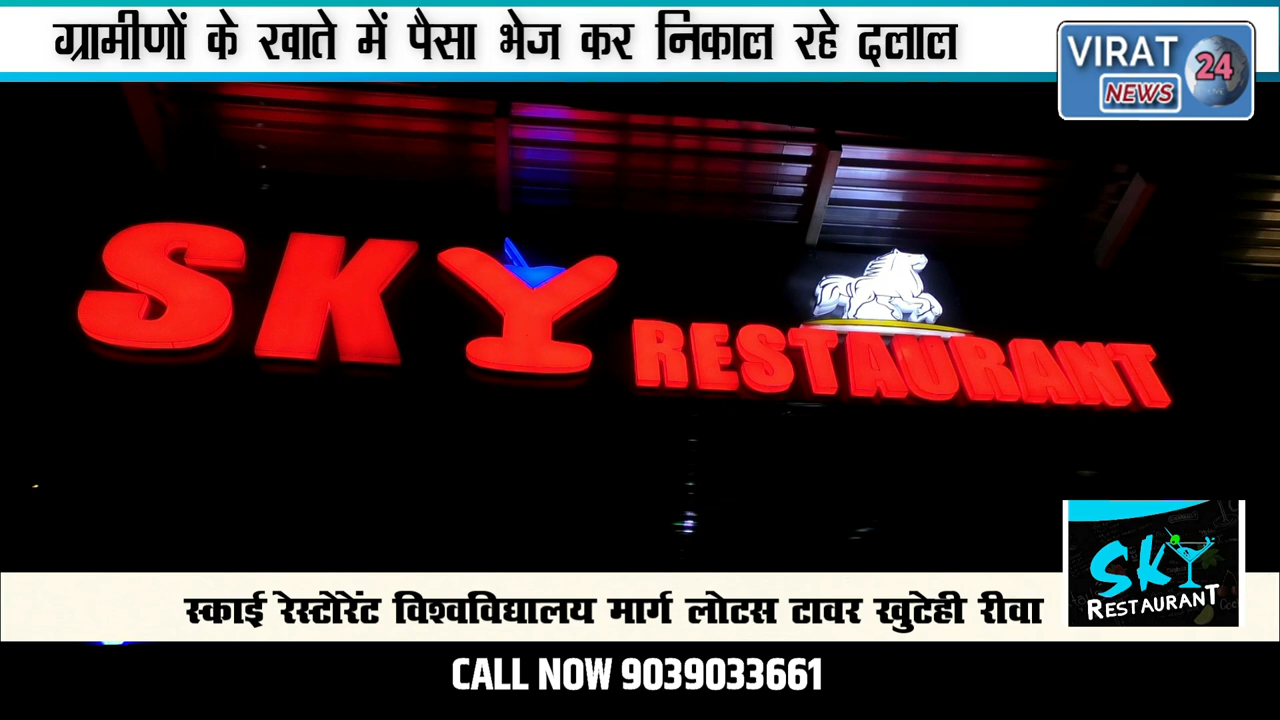 ग्रामीणों के खाते में पैसा भेज कर निकाल रहे दलाल
VIRAT
24
NEWS
SKY RESTAURANT
SKY
RESTAURANT
स्काई रेस्टोरेंट विश्वविद्यालय मार्ग लोटस टावर खुटेही रीवा
CALL NOW 9039033661